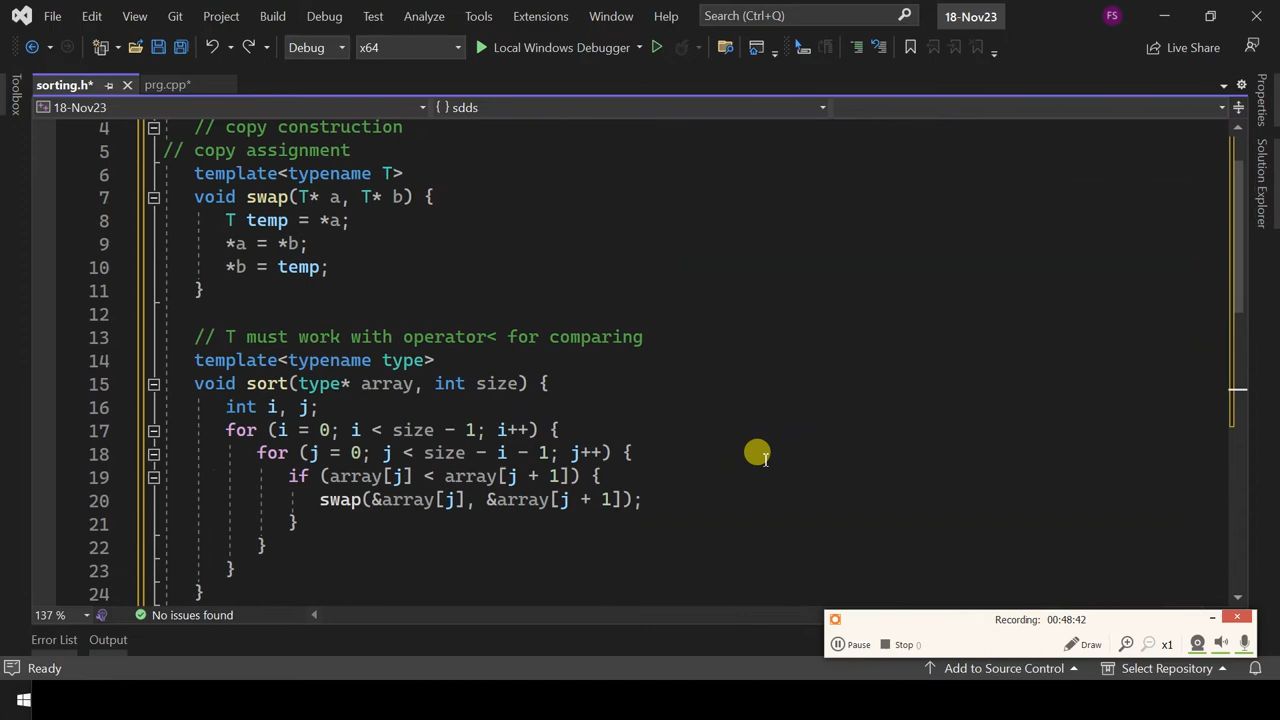 File Edit View Git Project Build Debug Test Analyze Tools Extensions Window Help Search (Ctrl+Q) 18-Nov23 FS
Debug x64 Local Windows Debugger Live Share
sorting.h* prg.cpp*
18-Nov23 { } sdds
4 // copy construction
5 // copy assignment
6 template<typename T>
7 void swap(T* a, T* b) {
8 T temp = *a;
9 *a = *b;
10 *b = temp;
11 }
12
13 // T must work with operator< for comparing
14 template<typename type>
15 void sort(type* array, int size) {
16 int i, j;
17 for (i = 0; i < size - 1; i++) {
18 for (j = 0; j < size - i - 1; j++) {
19 if (array[j] < array[j + 1]) {
20 swap(&array[j], &array[j + 1]);
21 }
22 }
23 }
24 }
Toolbox
Properties
Solution Explorer
137 % No issues found
Recording: 00:48:42
Pause Stop () Draw x1
Error List Output
Ready Add to Source Control Select Repository